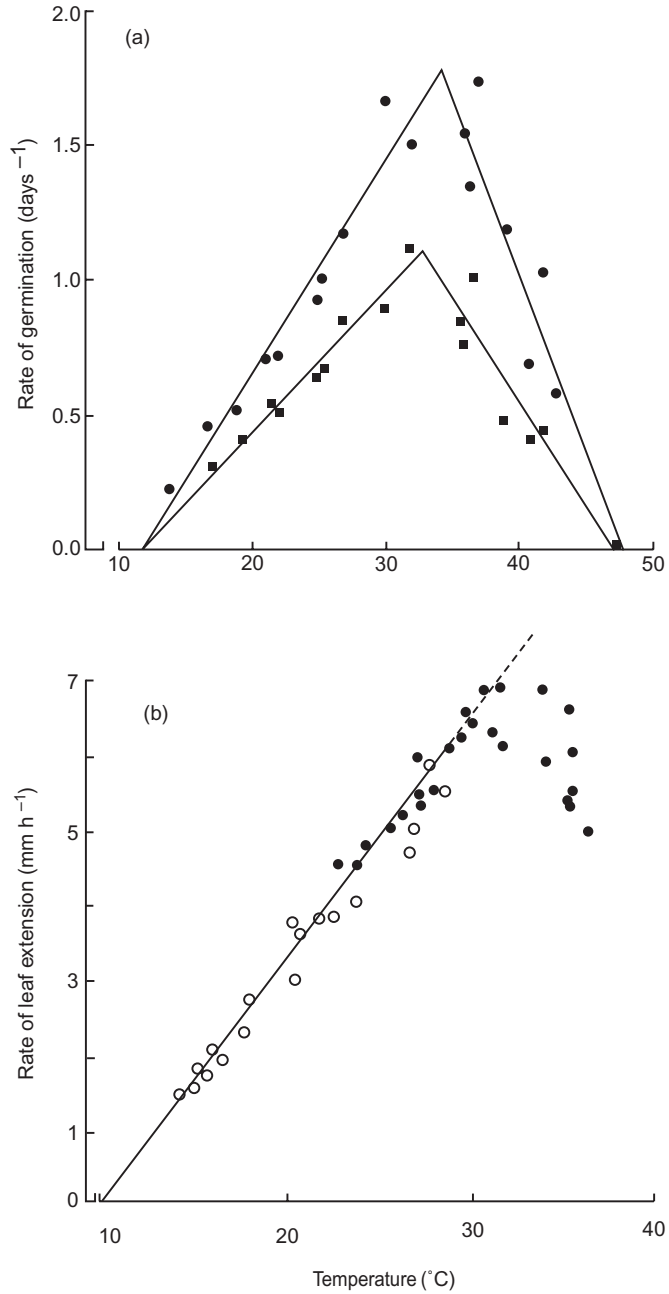 (a)
2.0
1.5
1.0
0.5
0.0
Rate of germination (days −1)
10 20 30 40 50
(b)
7
5
3
1
0
Rate of leaf extension (mm h −1)
10 20 30 40
Temperature (°C)